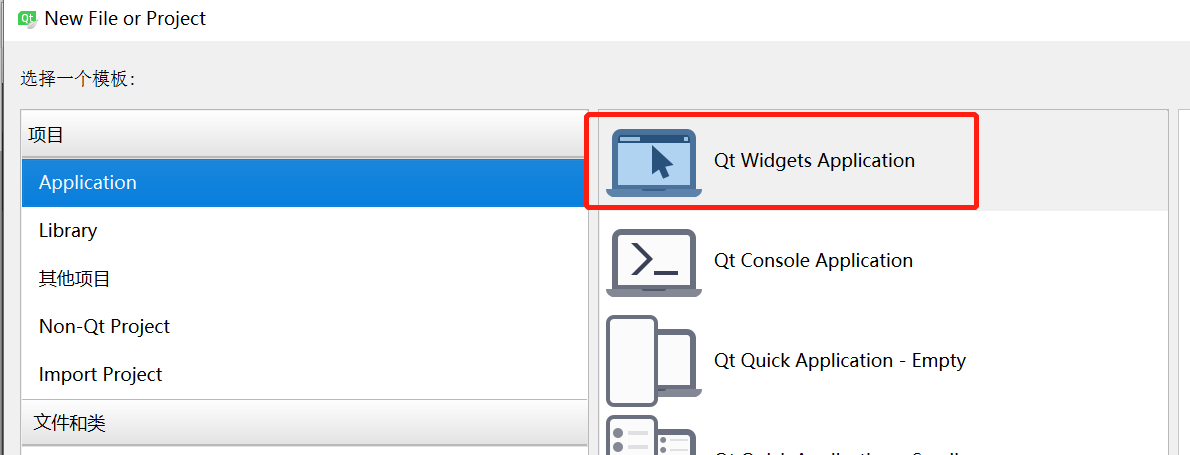 Qt New File or Project
选择一个模板：
项目
Application
Library
其他项目
Non-Qt Project
Import Project
文件和类
Qt Widgets Application
Qt Console Application
Qt Quick Application - Empty